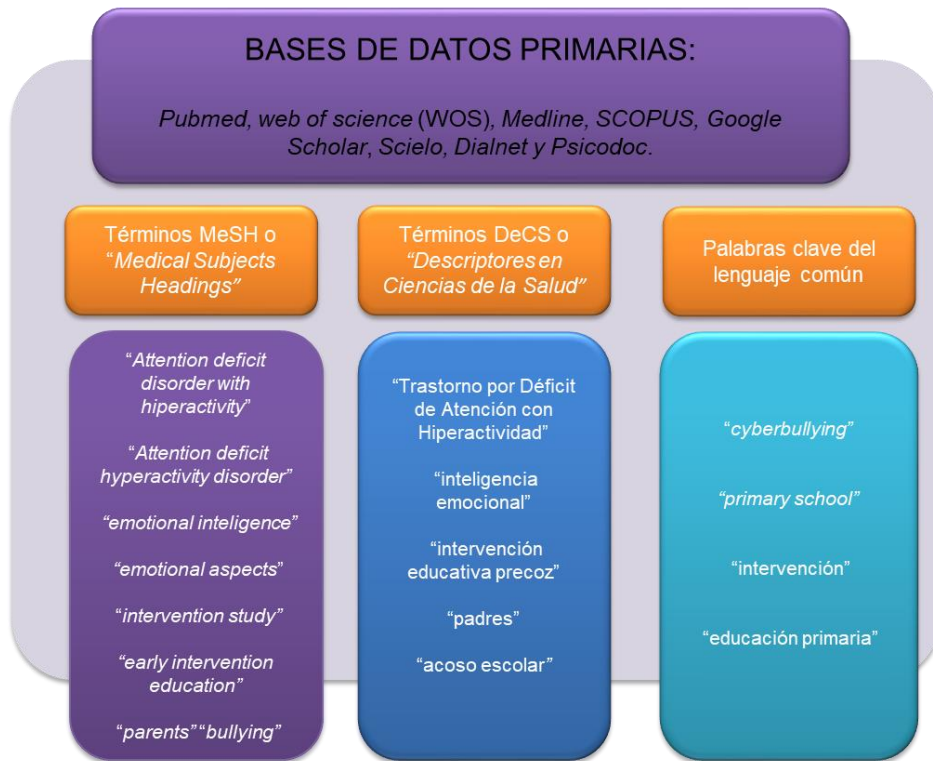 BASES DE DATOS PRIMARIAS:
Pubmed, web of science (WOS), Medline, SCOPUS, Google
Scholar, Scielo, Dialnet y Psicodoc.
Términos MeSH o
“Medical Subjects
Headings”
“Attention deficit
disorder with
hiperactivity”
“Attention deficit
hyperactivity disorder”
“emotional inteligence”
“emotional aspects”
“intervention study”
“early intervention
education”
“parents” “bullying”
Términos DeCS o
“Descriptores en
Ciencias de la Salud”
“Trastorno por Déficit
de Atención con
Hiperactividad”
“inteligencia
emocional”
“intervención
educativa precoz”
“padres”
“acoso escolar”
Palabras clave del
lenguaje común
“cyberbullying”
“primary school”
“intervención”
“educación primaria”